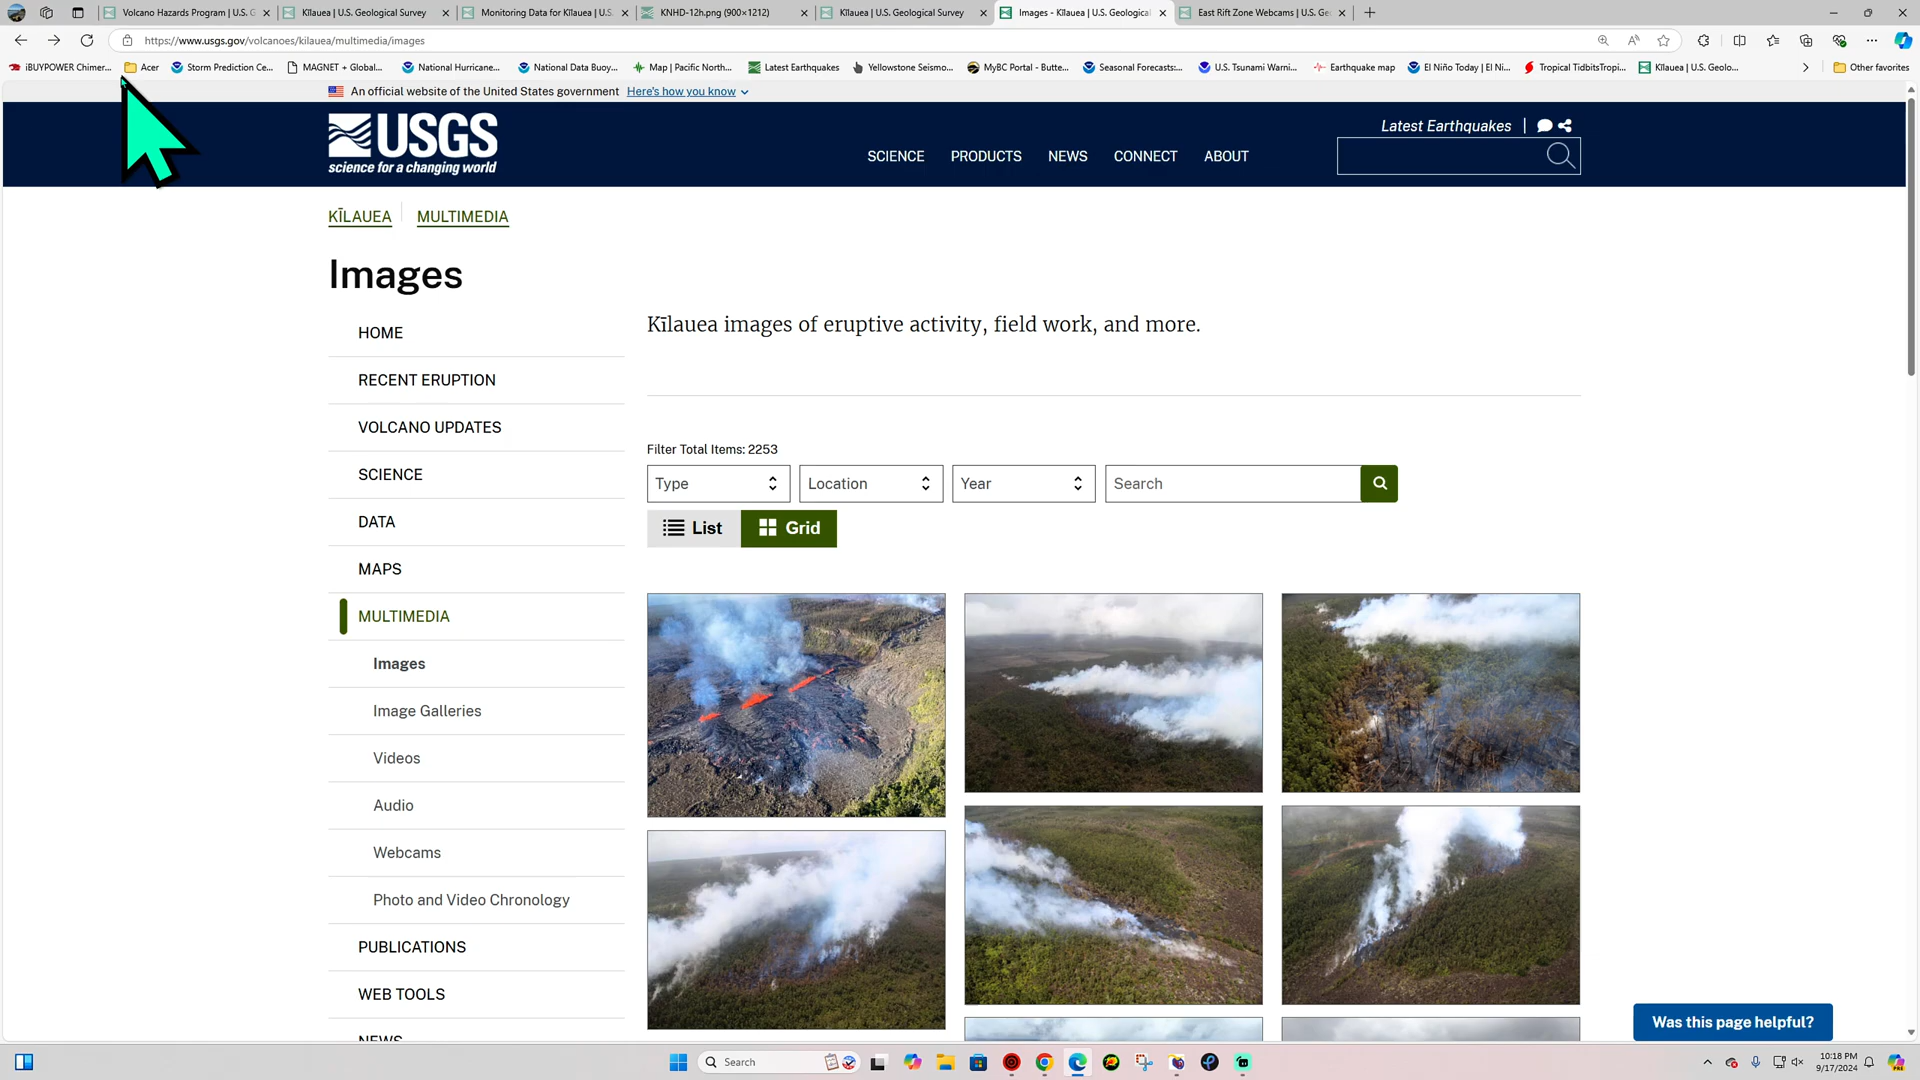 Volcano Hazards Program | U.S. G
Kīlauea | U.S. Geological Survey
Monitoring Data for Kīlauea | U.S.
KNHD-12h.png (900×1212)
Kīlauea | U.S. Geological Survey
Images - Kīlauea | U.S. Geological
East Rift Zone Webcams | U.S. Ge
https://www.usgs.gov/volcanoes/kilauea/multimedia/images
iBUYPOWER Chimer...
Acer
Storm Prediction Ce...
MAGNET + Global...
National Hurricane...
National Data Buoy...
Map | Pacific North...
Latest Earthquakes
Yellowstone Seismo...
MyBC Portal - Butte...
Seasonal Forecasts:...
U.S. Tsunami Warni...
Earthquake map
El Niño Today | El Ni...
Tropical TidbitsTropi...
Kīlauea | U.S. Geolo...
Other favorites
An official website of the United States government Here's how you know
USGS
science for a changing world
Latest Earthquakes
SCIENCE PRODUCTS NEWS CONNECT ABOUT
KĪLAUEA MULTIMEDIA
Images
HOME
RECENT ERUPTION
VOLCANO UPDATES
SCIENCE
DATA
MAPS
MULTIMEDIA
Images
Image Galleries
Videos
Audio
Webcams
Photo and Video Chronology
PUBLICATIONS
WEB TOOLS
NEWS
Kīlauea images of eruptive activity, field work, and more.
Filter Total Items: 2253
Type
Location
Year
Search
List
Grid
Was this page helpful?
Search
10:18 PM
9/17/2024